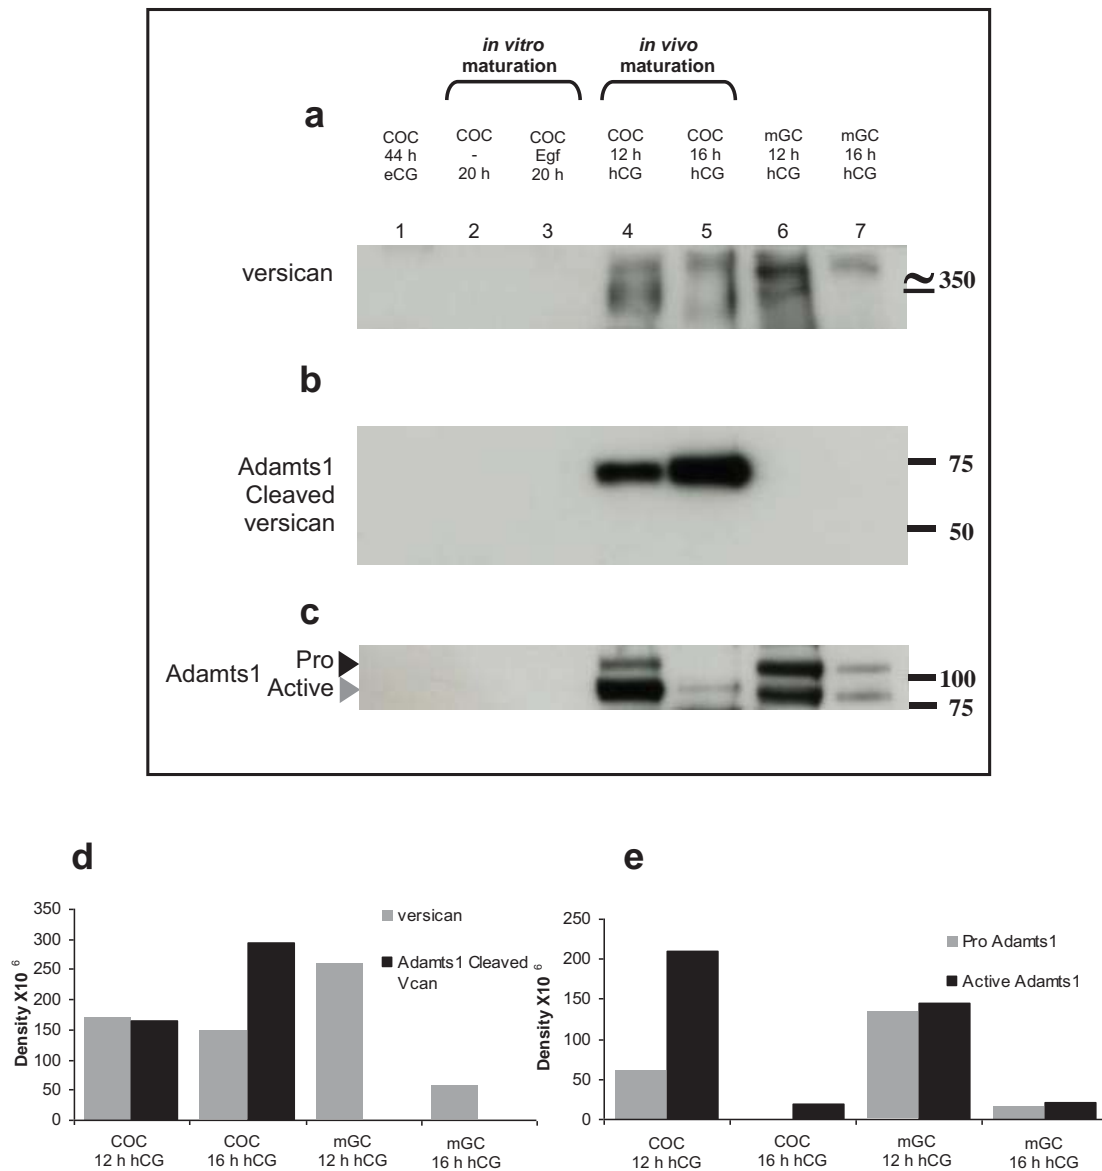 in vitro
maturation
in vivo
maturation
a
COC
44 h
eCG
COC
-
20 h
COC
Egf
20 h
COC
12 h
hCG
COC
16 h
hCG
mGC
12 h
hCG
mGC
16 h
hCG
1 2 3 4 5 6 7
versican
~ 350
b
Adamts1
Cleaved
versican
75
50
c
Adamts1
Pro
Active
100
75
d
Density X10 6
350
300
250
200
150
100
50
0
versican
Adamts1 Cleaved
Vcan
COC
12 h hCG
COC
16 h hCG
mGC
12 h hCG
mGC
16 h hCG
e
Density X10 6
250
200
150
100
50
0
Pro Adamts1
Active Adamts1
COC
12 h hCG
COC
16 h hCG
mGC
12 h hCG
mGC
16 h hCG